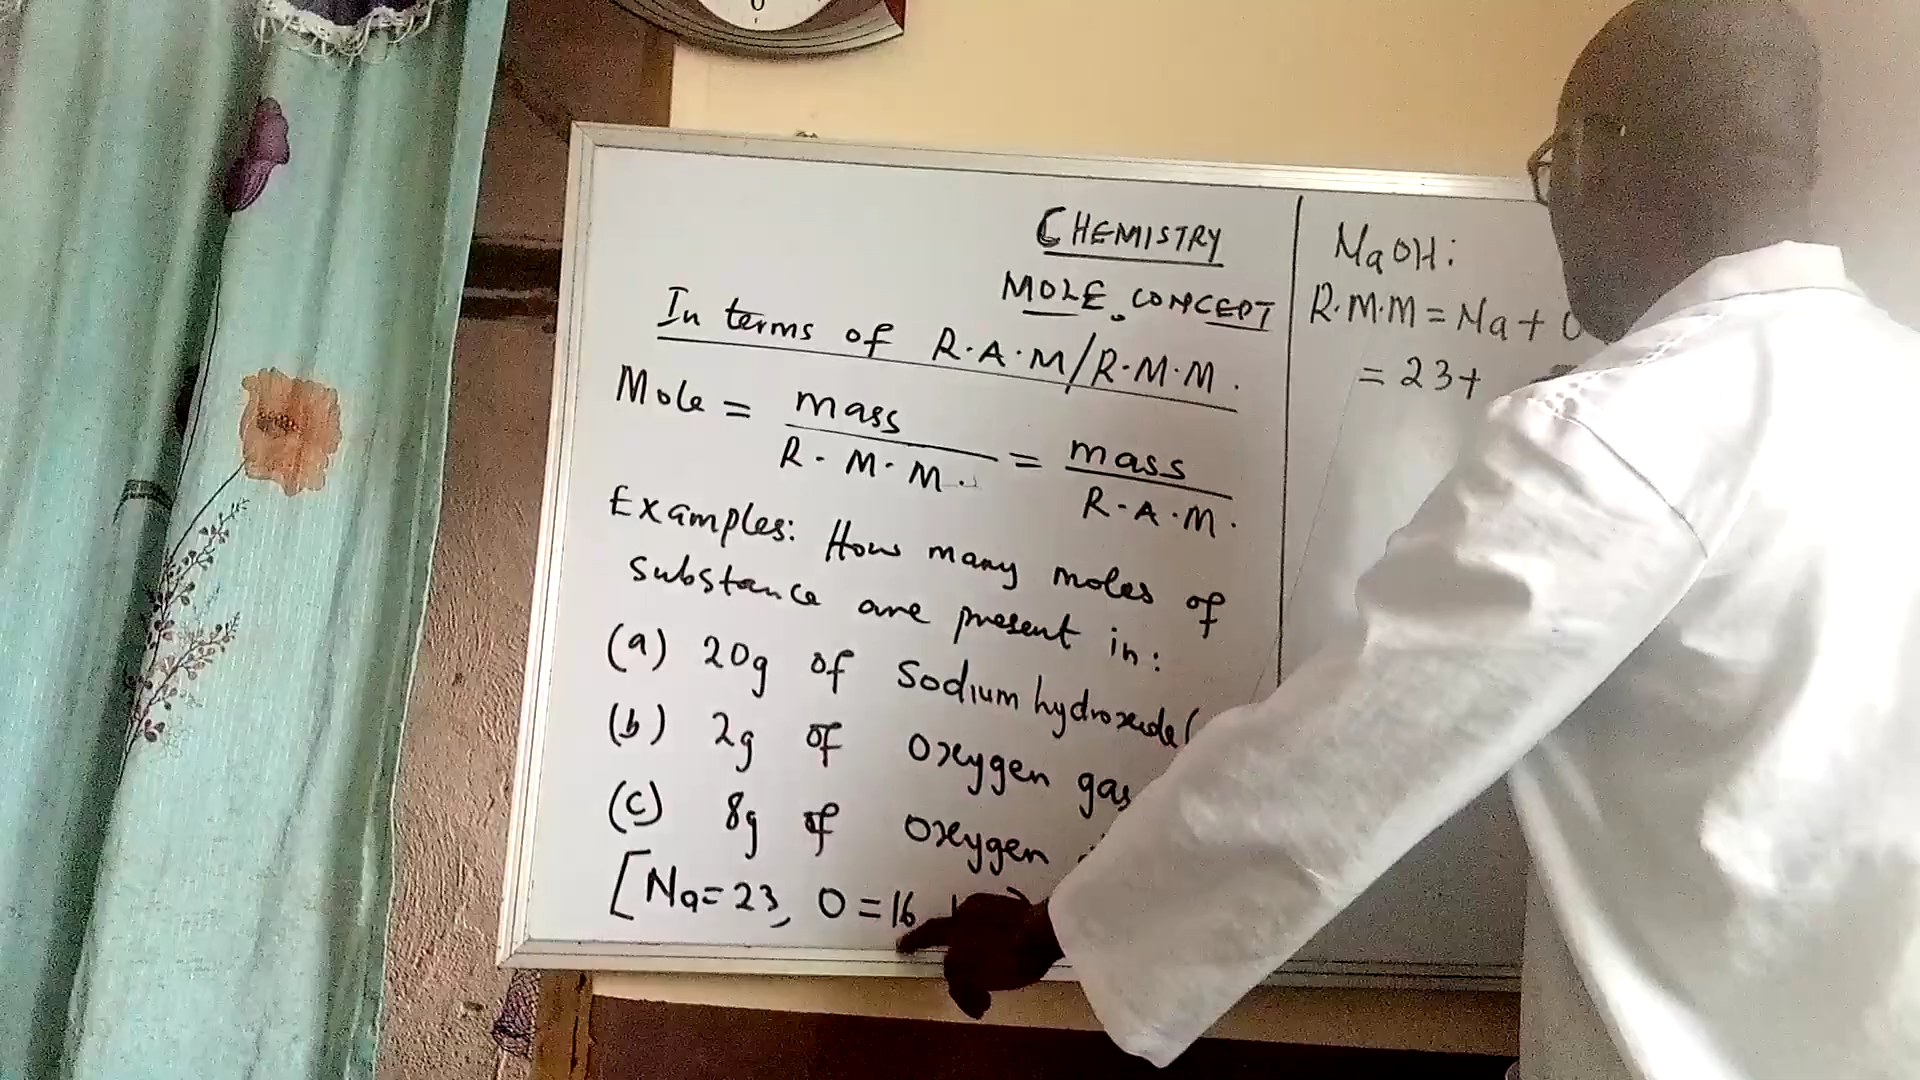 CHEMISTRY
MOLE CONCEPT
In terms of R.A.M/R.M.M.
Mole = mass / R.M.M. = mass / R.A.M.
Examples: How many moles of
substance are present in:
(a) 20g of Sodium hydroxide (
(b) 2g of Oxygen gas
(c) 8g of Oxygen
[Na=23, O=16
NaOH:
R.M.M = Na +
= 23+